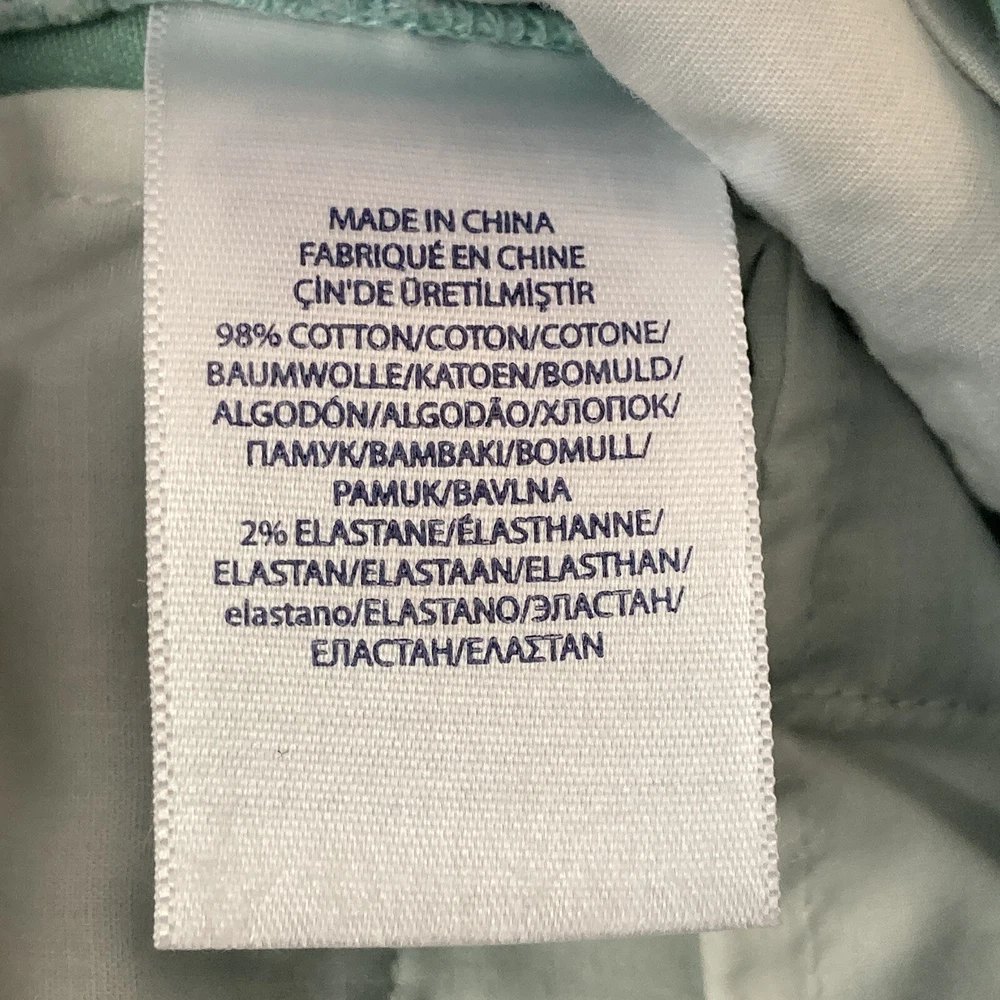 MADE IN CHINA
FABRIQUÉ EN CHINE
ÇİN'DE ÜRETİLMİŞTİR
98% COTTON/COTON/COTONE/
BAUMWOLLE/KATOEN/BOMULD/
ALGODÓN/ALGODÃO/ХЛОПОК/
ПАМУК/BAMBAKI/BOMULL/
PAMUK/BAVLNA
2% ELASTANE/ÉLASTHANNE/
ELASTAN/ELASTAAN/ELASTHAN/
elastano/ELASTANO/ЭЛАСТАН/
ЕЛАСТАН/ΕΛΑΣΤΑΝ